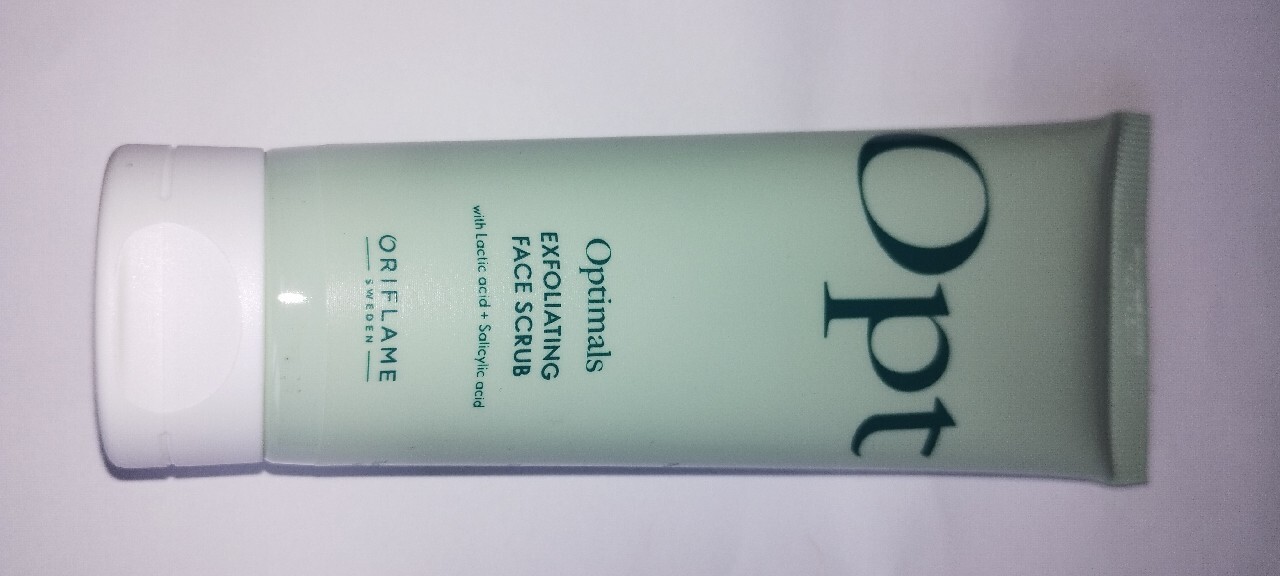 Opt
Optimals
EXFOLIATING
FACE SCRUB
with Lactic acid + Salicylic acid
ORIFLAME
SWEDEN